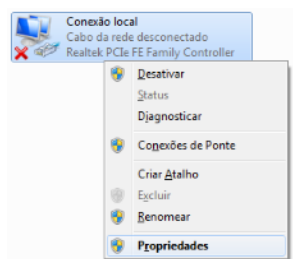 Conexão local
Cabo da rede desconectado
Realtek PCIe FE Family Controller
Desativar
Status
Diagnosticar
Conexões de Ponte
Criar Atalho
Excluir
Renomear
Propriedades